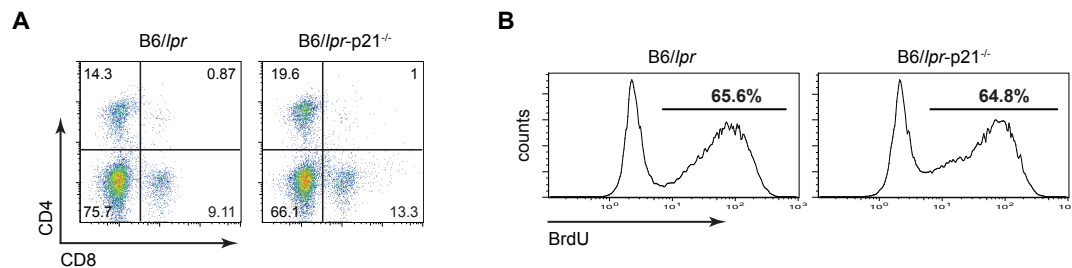 A
B6/lpr
B6/lpr-p21-/-
14.3
0.87
19.6
1
75.7
9.11
66.1
13.3
CD4
CD8
B
B6/lpr
B6/lpr-p21-/-
65.6%
64.8%
counts
10⁰ 10¹ 10² 10³
10⁰ 10¹ 10² 10
BrdU